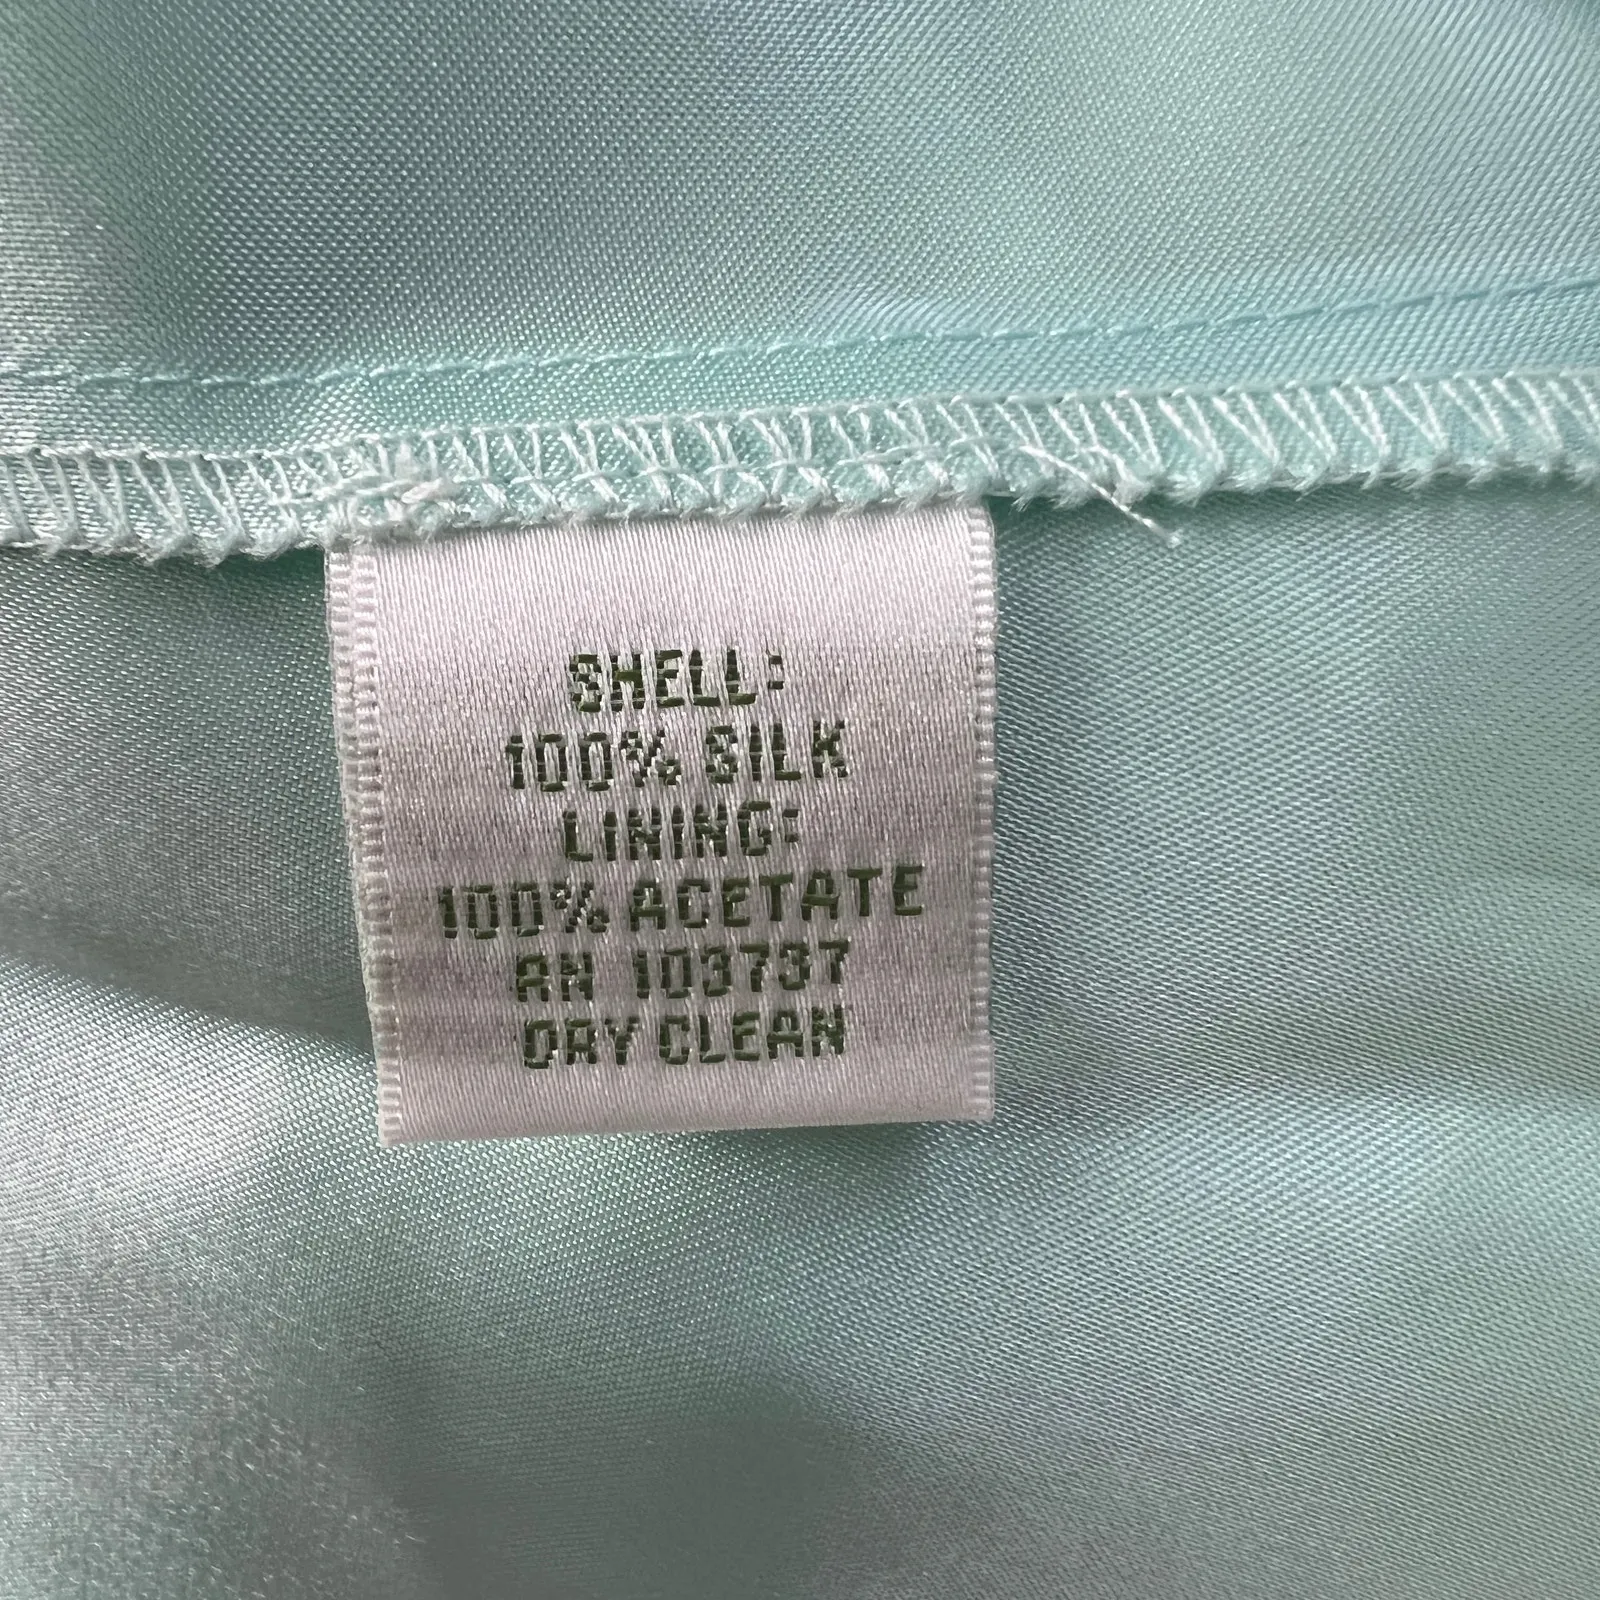 SHELL:
100% SILK
LINING:
100% ACETATE
RN 103737
DRY CLEAN